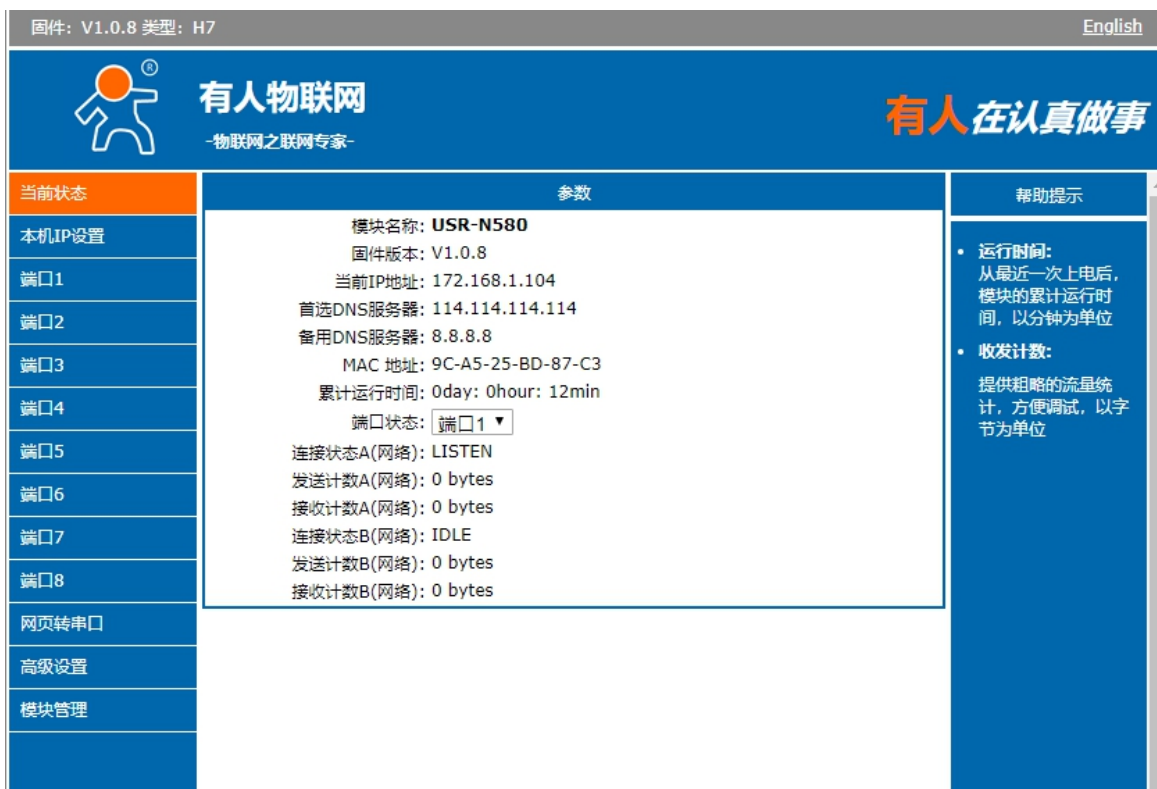 固件: V1.0.8 类型: H7
English
®
有人物联网
-物联网之联网专家-
有人在认真做事
当前状态
本机IP设置
端口1
端口2
端口3
端口4
端口5
端口6
端口7
端口8
网页转串口
高级设置
模块管理
参数
模块名称: USR-N580
固件版本: V1.0.8
当前IP地址: 172.168.1.104
首选DNS服务器: 114.114.114.114
备用DNS服务器: 8.8.8.8
MAC 地址: 9C-A5-25-BD-87-C3
累计运行时间: 0day: 0hour: 12min
端口状态: 端口1
连接状态A(网络): LISTEN
发送计数A(网络): 0 bytes
接收计数A(网络): 0 bytes
连接状态B(网络): IDLE
发送计数B(网络): 0 bytes
接收计数B(网络): 0 bytes
帮助提示
• 运行时间:
从最近一次上电后,
模块的累计运行时
间, 以分钟为单位
• 收发计数:
提供粗略的流量统
计, 方便调试, 以字
节为单位